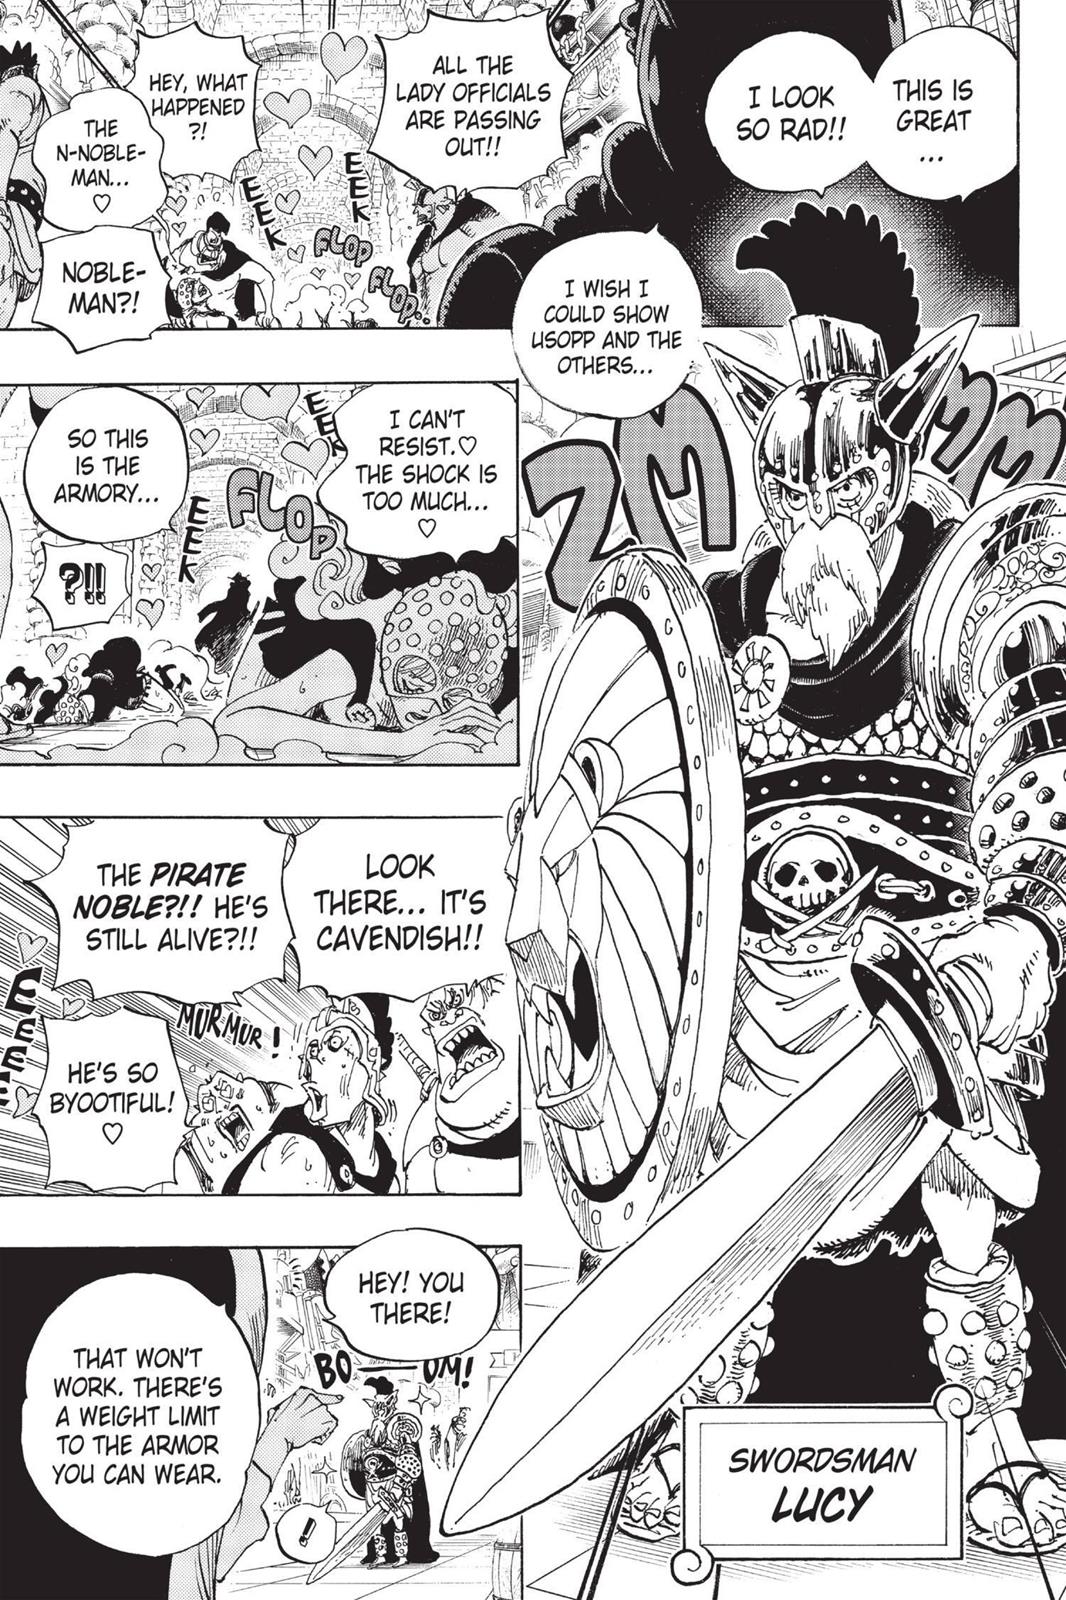 THIS IS
GREAT
...
I LOOK
SO RAD!!
I WISH I
COULD SHOW
USOPP AND THE
OTHERS...
ZMMMM
SWORDSMAN
LUCY
ALL THE
LADY OFFICIALS
ARE PASSING
OUT!!
HEY, WHAT
HAPPENED
?!
THE
N-NOBLE-
MAN...
♡
NOBLE-
MAN?!
EEK
EEK
FLOP
FLOP..
I CAN'T
RESIST.♡
THE SHOCK IS
TOO MUCH...
♡
SO THIS
IS THE
ARMORY...
?!!
EEK
EEK
FLOP
LOOK
THERE... IT'S
CAVENDISH!!
THE PIRATE
NOBLE?!! HE'S
STILL ALIVE?!!
HE'S SO
BYOOTIFUL!
♡
MURMUR!
HEY! YOU
THERE!
BO——OM!
THAT WON'T
WORK. THERE'S
A WEIGHT LIMIT
TO THE ARMOR
YOU CAN WEAR.
!